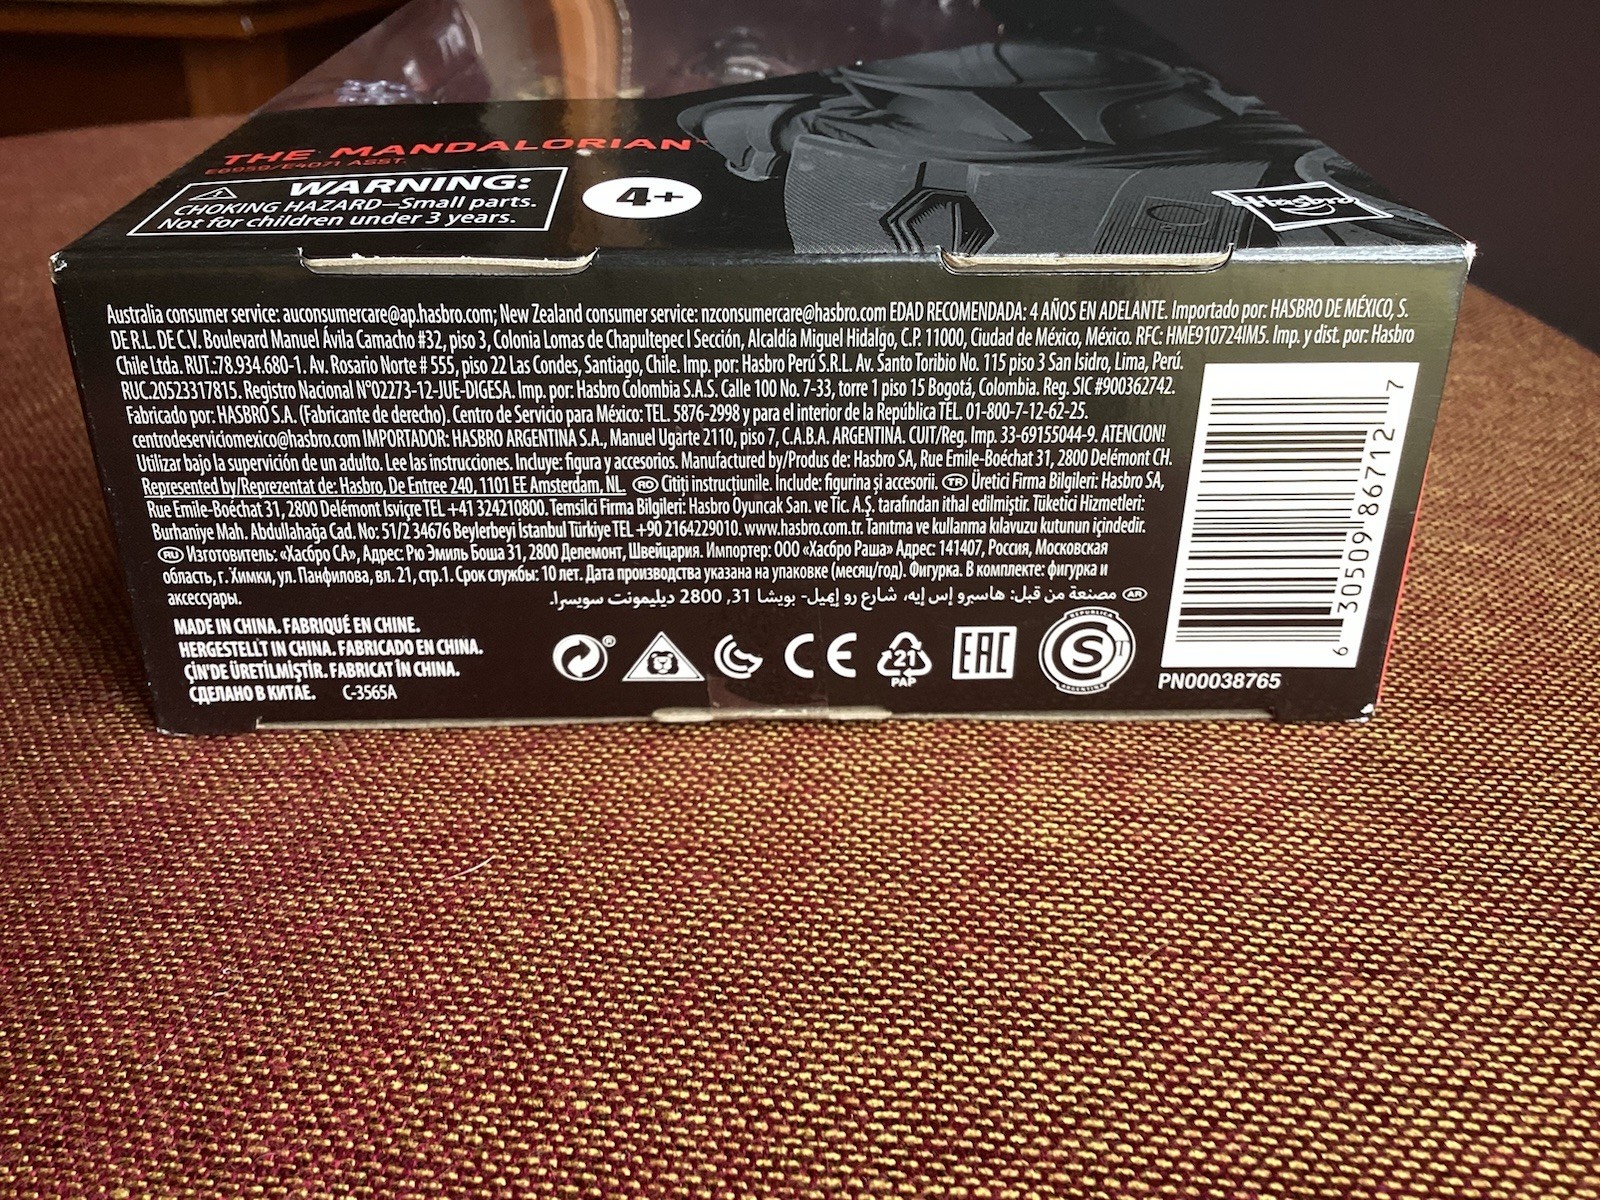 THE MANDALORIAN
E6959/E4071 ASST.
WARNING:
CHOKING HAZARD—Small parts.
Not for children under 3 years.
4+
Hasbro
Australia consumer service: auconsumercare@ap.hasbro.com; New Zealand consumer service: nzconsumercare@hasbro.com EDAD RECOMENDADA: 4 AÑOS EN ADELANTE. Importado por: HASBRO DE MÉXICO, S.
DE R.L. DE C.V. Boulevard Manuel Ávila Camacho #32, piso 3, Colonia Lomas de Chapultepec I Sección, Alcaldía Miguel Hidalgo, C.P. 11000, Ciudad de México, México. RFC: HME910724IM5. Imp. y dist. por: Hasbro
Chile Ltda. RUT.:78.934.680-1. Av. Rosario Norte # 555, piso 22 Las Condes, Santiago, Chile. Imp. por: Hasbro Perú S.R.L. Av. Santo Toribio No. 115 piso 3 San Isidro, Lima, Perú.
RUC.20523317815. Registro Nacional N°02273-12-JUE-DIGESA. Imp. por: Hasbro Colombia S.A.S. Calle 100 No. 7-33, torre 1 piso 15 Bogotá, Colombia. Reg. SIC #900362742.
Fabricado por: HASBRO S.A. (Fabricante de derecho). Centro de Servicio para México: TEL. 5876-2998 y para el interior de la República TEL. 01-800-7-12-62-25.
centrodeserviciomexico@hasbro.com IMPORTADOR: HASBRO ARGENTINA S.A., Manuel Ugarte 2110, piso 7, C.A.B.A. ARGENTINA. CUIT/Reg. Imp. 33-69155044-9. ATENCION!
Utilizar bajo la supervición de un adulto. Lee las instrucciones. Incluye: figura y accesorios. Manufactured by/Produs de: Hasbro SA, Rue Emile-Boéchat 31, 2800 Delémont CH.
Represented by/Reprezentat de: Hasbro, De Entree 240, 1101 EE Amsterdam, NL. RO Citiți instrucțiunile. Include: figurina și accesorii. TR Üretici Firma Bilgileri: Hasbro SA,
Rue Emile-Boéchat 31, 2800 Delémont İsviçre TEL +41 324210800. Temsilci Firma Bilgileri: Hasbro Oyuncak San. ve Tic. A.Ş. tarafından ithal edilmiştir. Tüketici Hizmetleri:
Burhaniye Mah. Abdullahağa Cad. No: 51/2 34676 Beylerbeyi İstanbul Türkiye TEL +90 2164229010. www.hasbro.com.tr. Tanıtma ve kullanma kılavuzu kutunun içindedir.
RU Изготовитель: «Хасбро СА», Адрес: Рю Эмиль Боша 31, 2800 Делемонт, Швейцария. Импортер: ООО «Хасбро Раша» Адрес: 141407, Россия, Московская
область, г. Химки, ул. Панфилова, вл. 21, стр.1. Срок службы: 10 лет. Дата производства указана на упаковке (месяц/год). Фигурка. В комплекте: фигурка и
аксессуары.
AR مصنعة من قبل: هاسبرو إس إيه، شارع رو إيميل- بويشا 31, 2800 ديليمونت سويسرا.
MADE IN CHINA. FABRIQUÉ EN CHINE.
HERGESTELLT IN CHINA. FABRICADO EN CHINA.
ÇİN'DE ÜRETİLMİŞTİR. FABRICAT ÎN CHINA.
СДЕЛАНО В КИТАЕ. C-3565A
CE
21
PAP
EAC
REPUBLICA
S
ARGENTINA
6 30509 86712 7
PN00038765